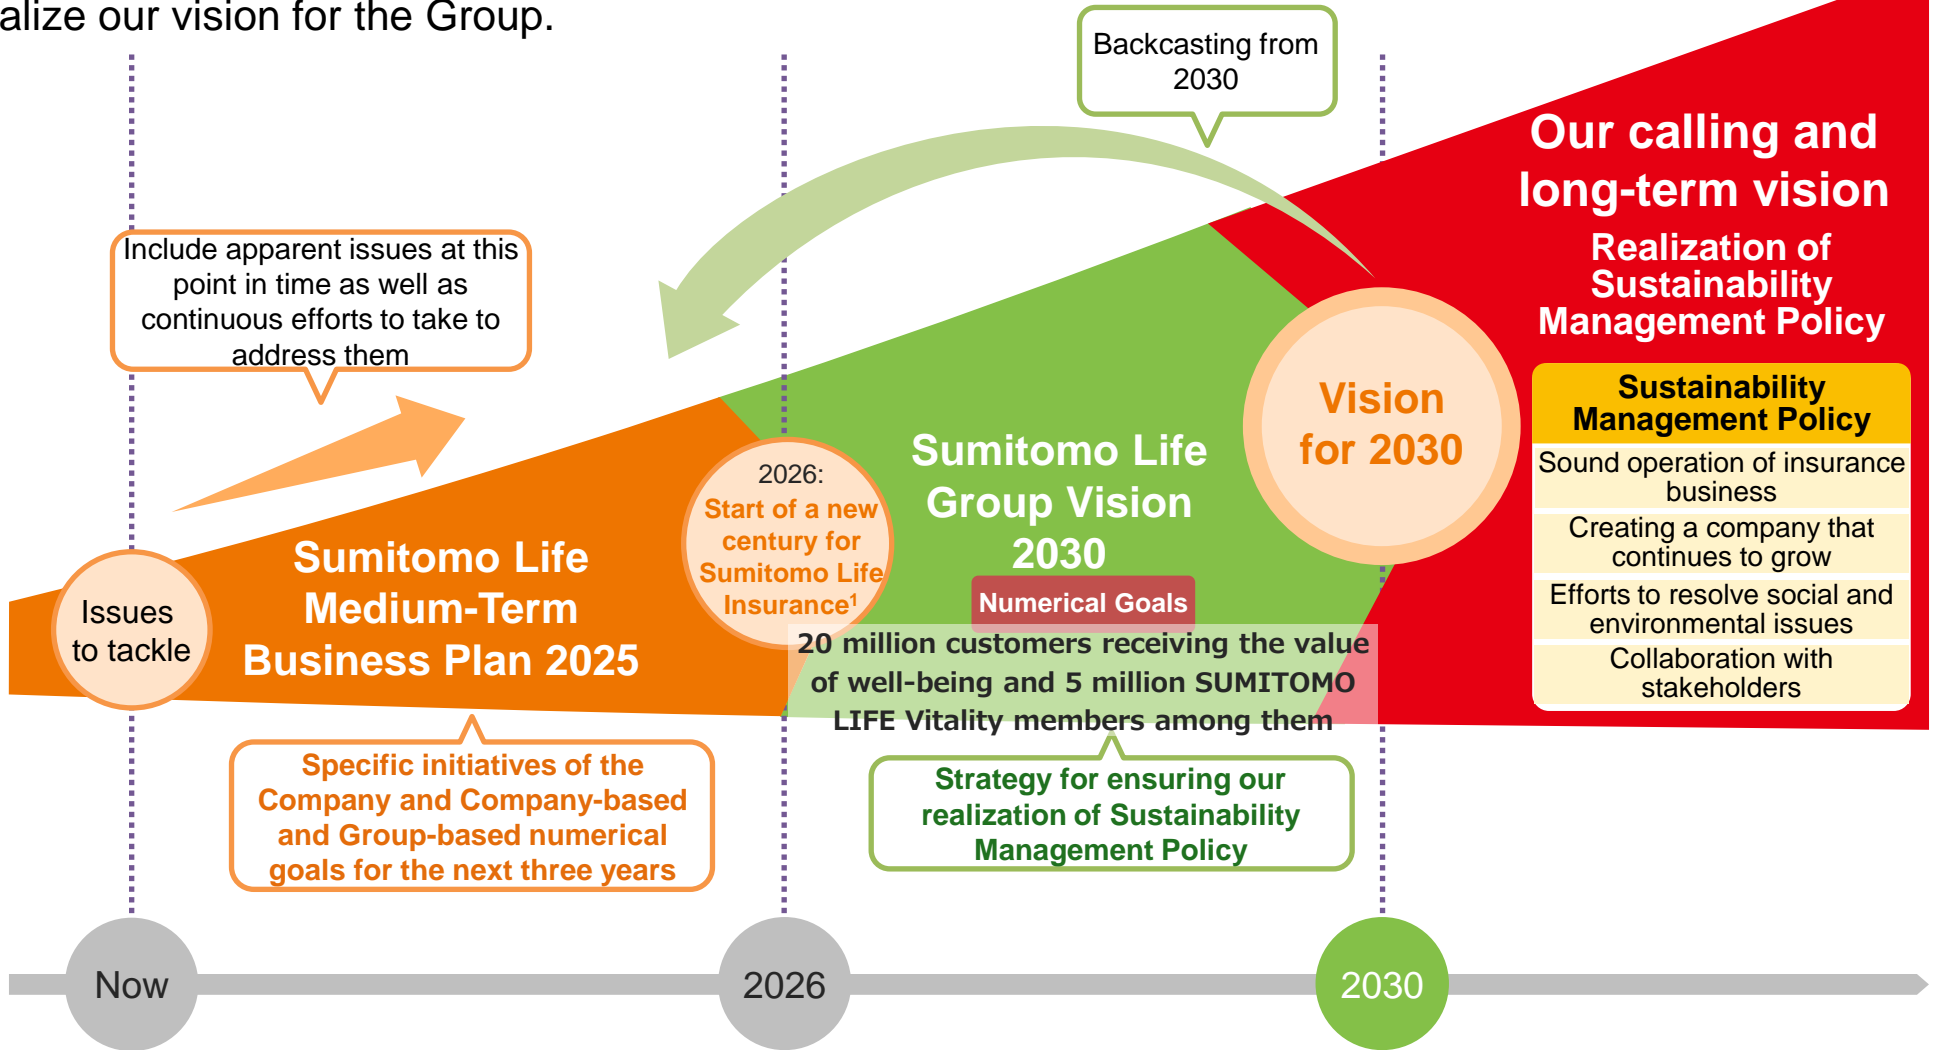 alize our vision for the Group.
Backcasting from
2030
Include apparent issues at this
point in time as well as
continuous efforts to take to
address them
Issues
to tackle
Sumitomo Life
Medium-Term
Business Plan 2025
2026:
Start of a new
century for
Sumitomo Life
Insurance¹
Sumitomo Life
Group Vision
2030
Numerical Goals
20 million customers receiving the value
of well-being and 5 million SUMITOMO
LIFE Vitality members among them
Vision
for 2030
Our calling and
long-term vision
Realization of
Sustainability
Management Policy
Sustainability
Management Policy
Sound operation of insurance
business
Creating a company that
continues to grow
Efforts to resolve social and
environmental issues
Collaboration with
stakeholders
Specific initiatives of the
Company and Company-based
and Group-based numerical
goals for the next three years
Strategy for ensuring our
realization of Sustainability
Management Policy
Now
2026
2030